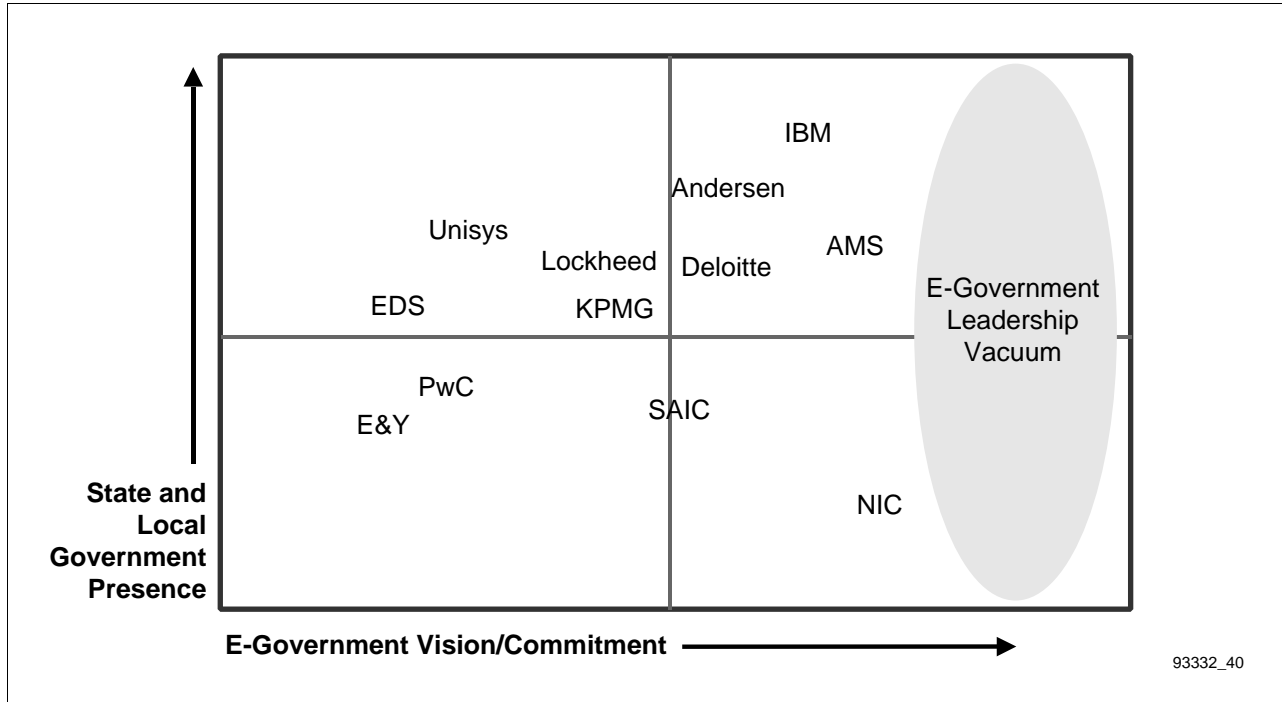 IBM
Andersen
Unisys
AMS
Lockheed
Deloitte
E-Government
Leadership
Vacuum
EDS
KPMG
PwC
SAIC
E&Y
NIC
State and
Local
Government
Presence
E-Government Vision/Commitment
93332_40